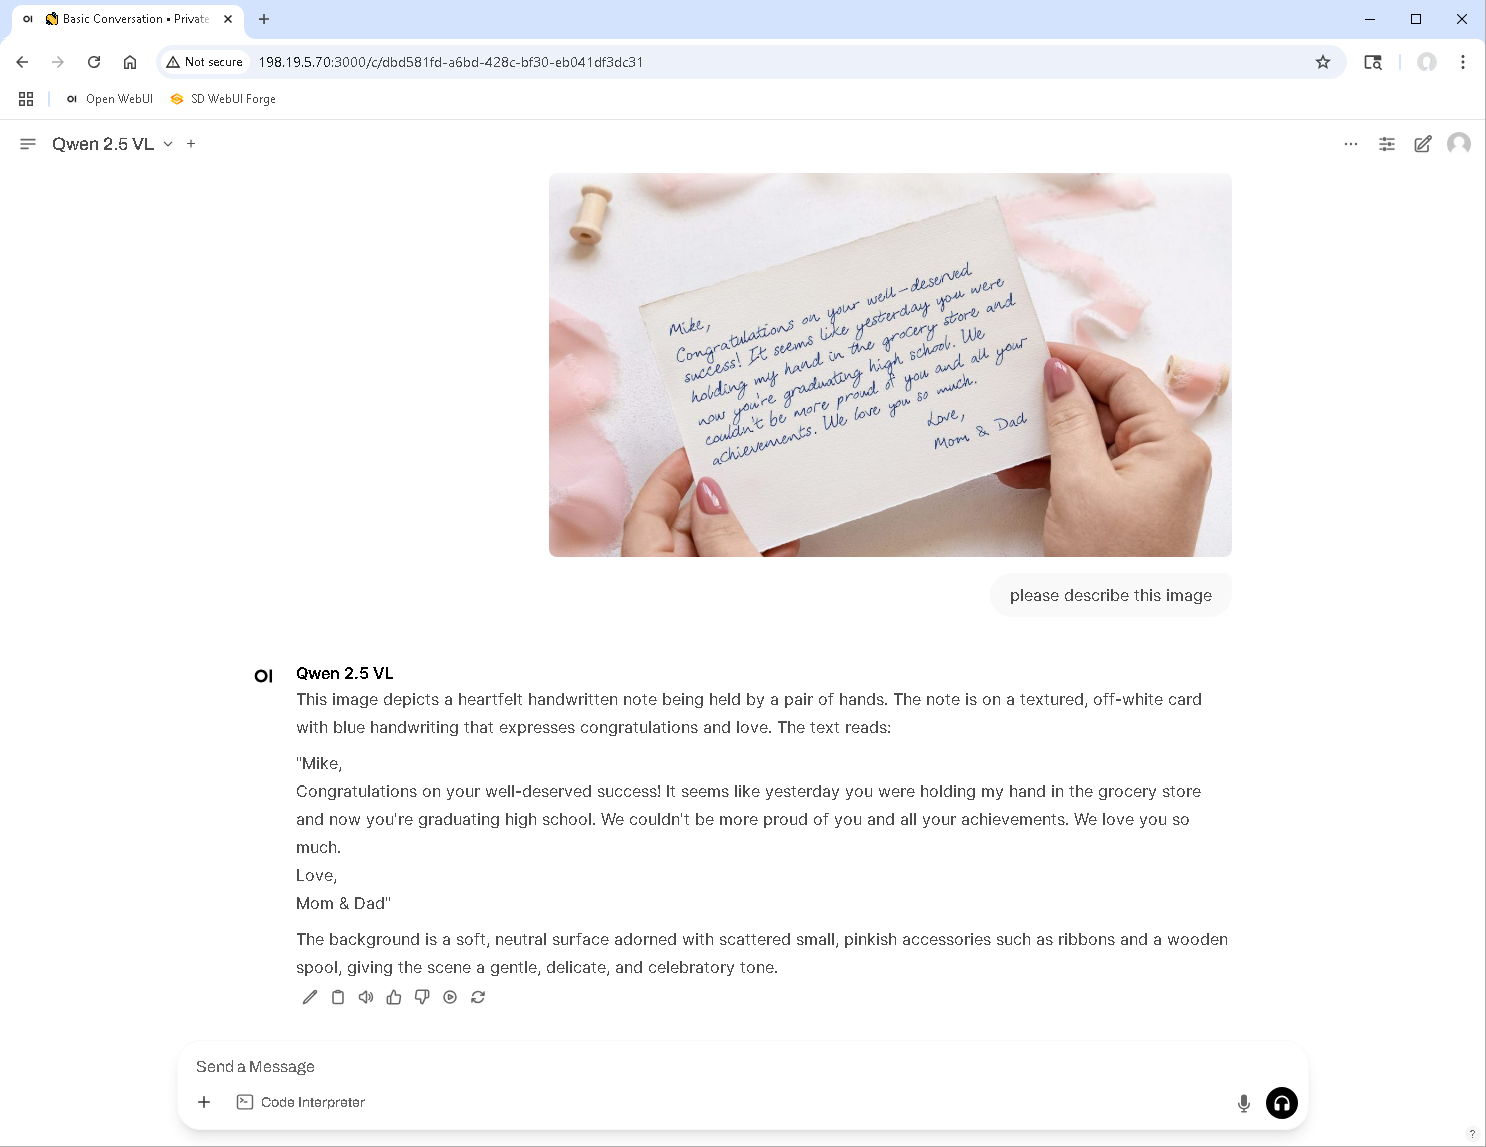 OI Basic Conversation • Private
Not secure 198.19.5.70:3000/c/dbd581fd-a6bd-428c-bf30-eb041df3dc31
OI Open WebUI SD WebUI Forge
Qwen 2.5 VL
Mike,
Congratulations on your well-deserved
success! It seems like yesterday you were
holding my hand in the grocery store and
now you're graduating high school. We
couldn't be more proud of you and all your
achievements. We love you so much.
Love,
Mom & Dad
please describe this image
OI Qwen 2.5 VL
This image depicts a heartfelt handwritten note being held by a pair of hands. The note is on a textured, off-white card
with blue handwriting that expresses congratulations and love. The text reads:
"Mike,
Congratulations on your well-deserved success! It seems like yesterday you were holding my hand in the grocery store
and now you're graduating high school. We couldn't be more proud of you and all your achievements. We love you so
much.
Love,
Mom & Dad"
The background is a soft, neutral surface adorned with scattered small, pinkish accessories such as ribbons and a wooden
spool, giving the scene a gentle, delicate, and celebratory tone.
Send a Message
Code Interpreter
?